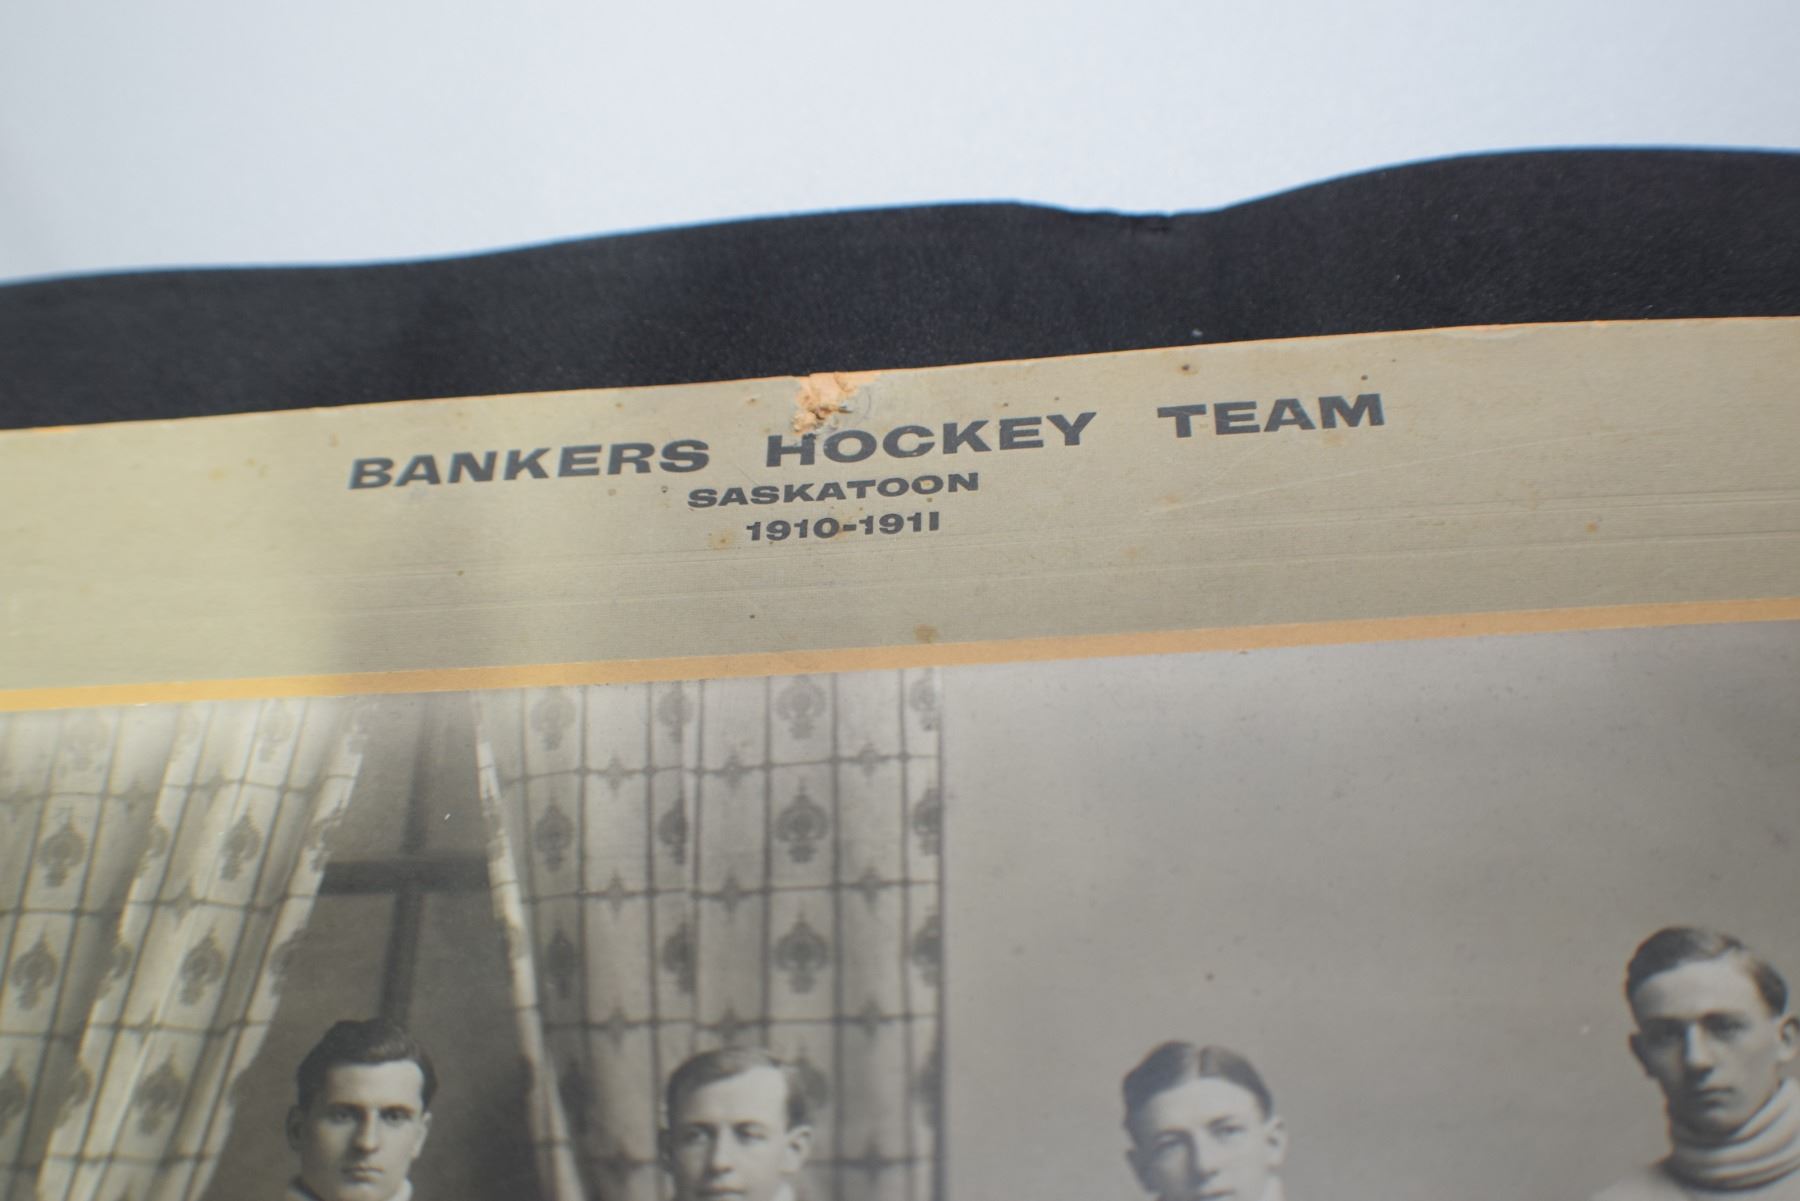 BANKERS HOCKEY TEAM
SASKATOON
1910-1911